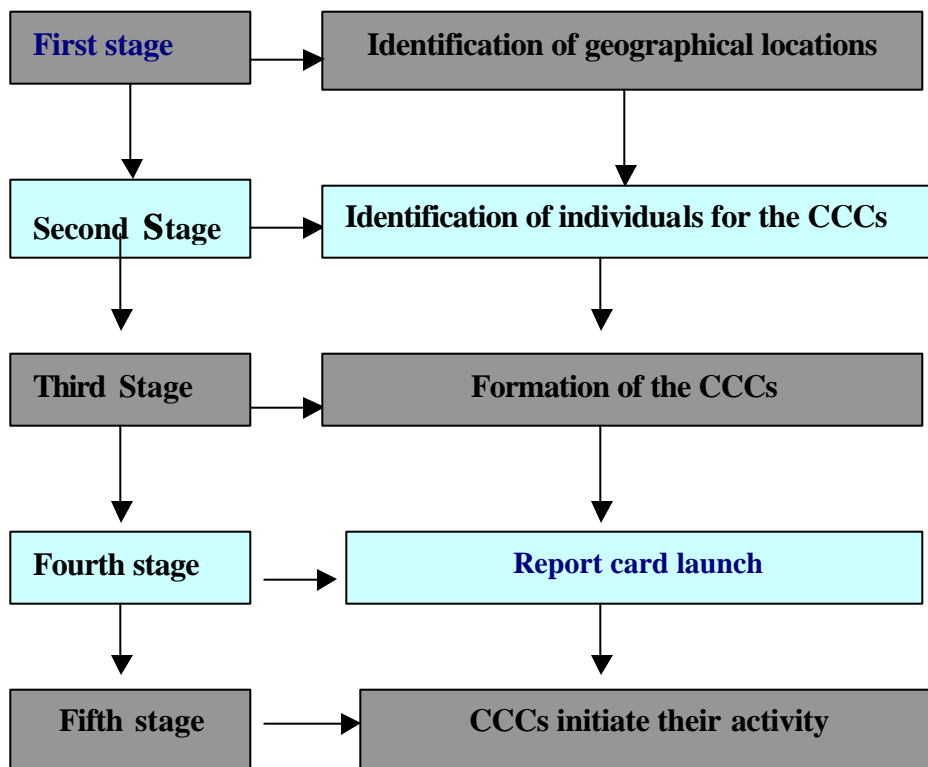 First stage
Identification of geographical locations
Second Stage
Identification of individuals for the CCCs
Third Stage
Formation of the CCCs
Fourth stage
Report card launch
Fifth stage
CCCs initiate their activity